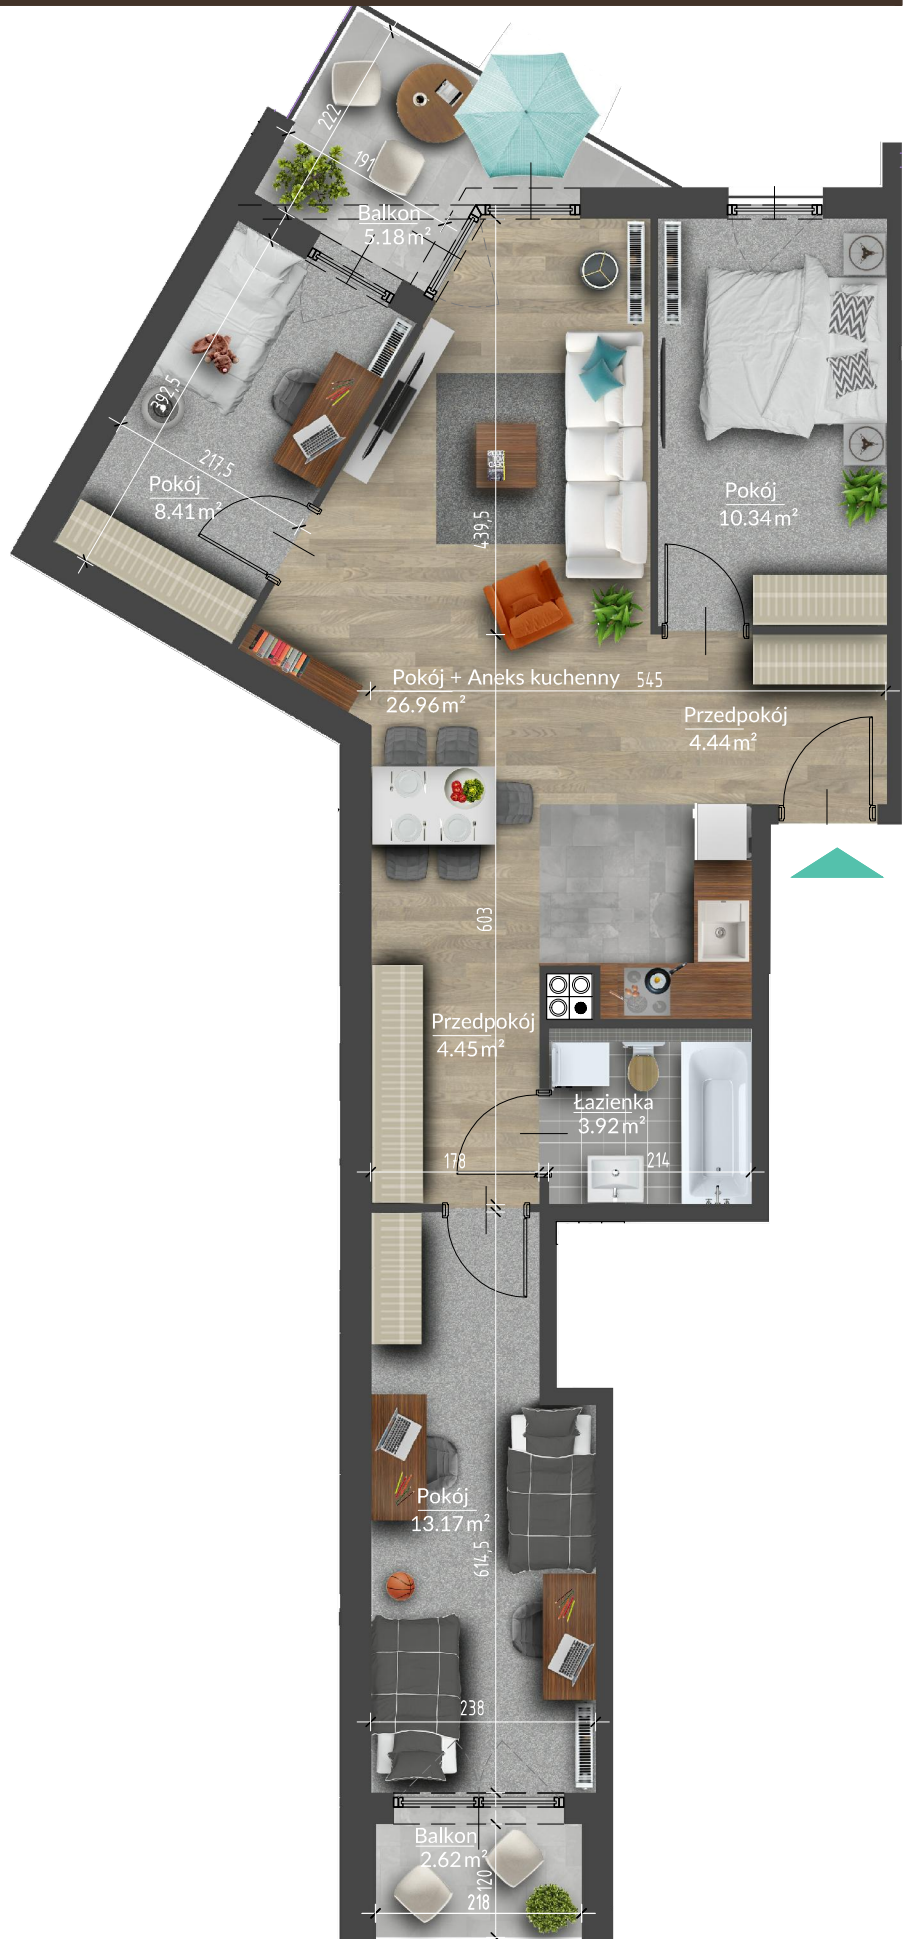 222
191
Balkon
5.18 m²
392,5
217,5
Pokój
8.41 m²
439,5
Pokój
10.34 m²
Pokój + Aneks kuchenny
26.96 m²
545
Przedpokój
4.44 m²
603
Przedpokój
4.45 m²
Łazienka
3.92 m²
178
214
Pokój
13.17 m²
614,5
238
Balkon
2.62 m²
120
218